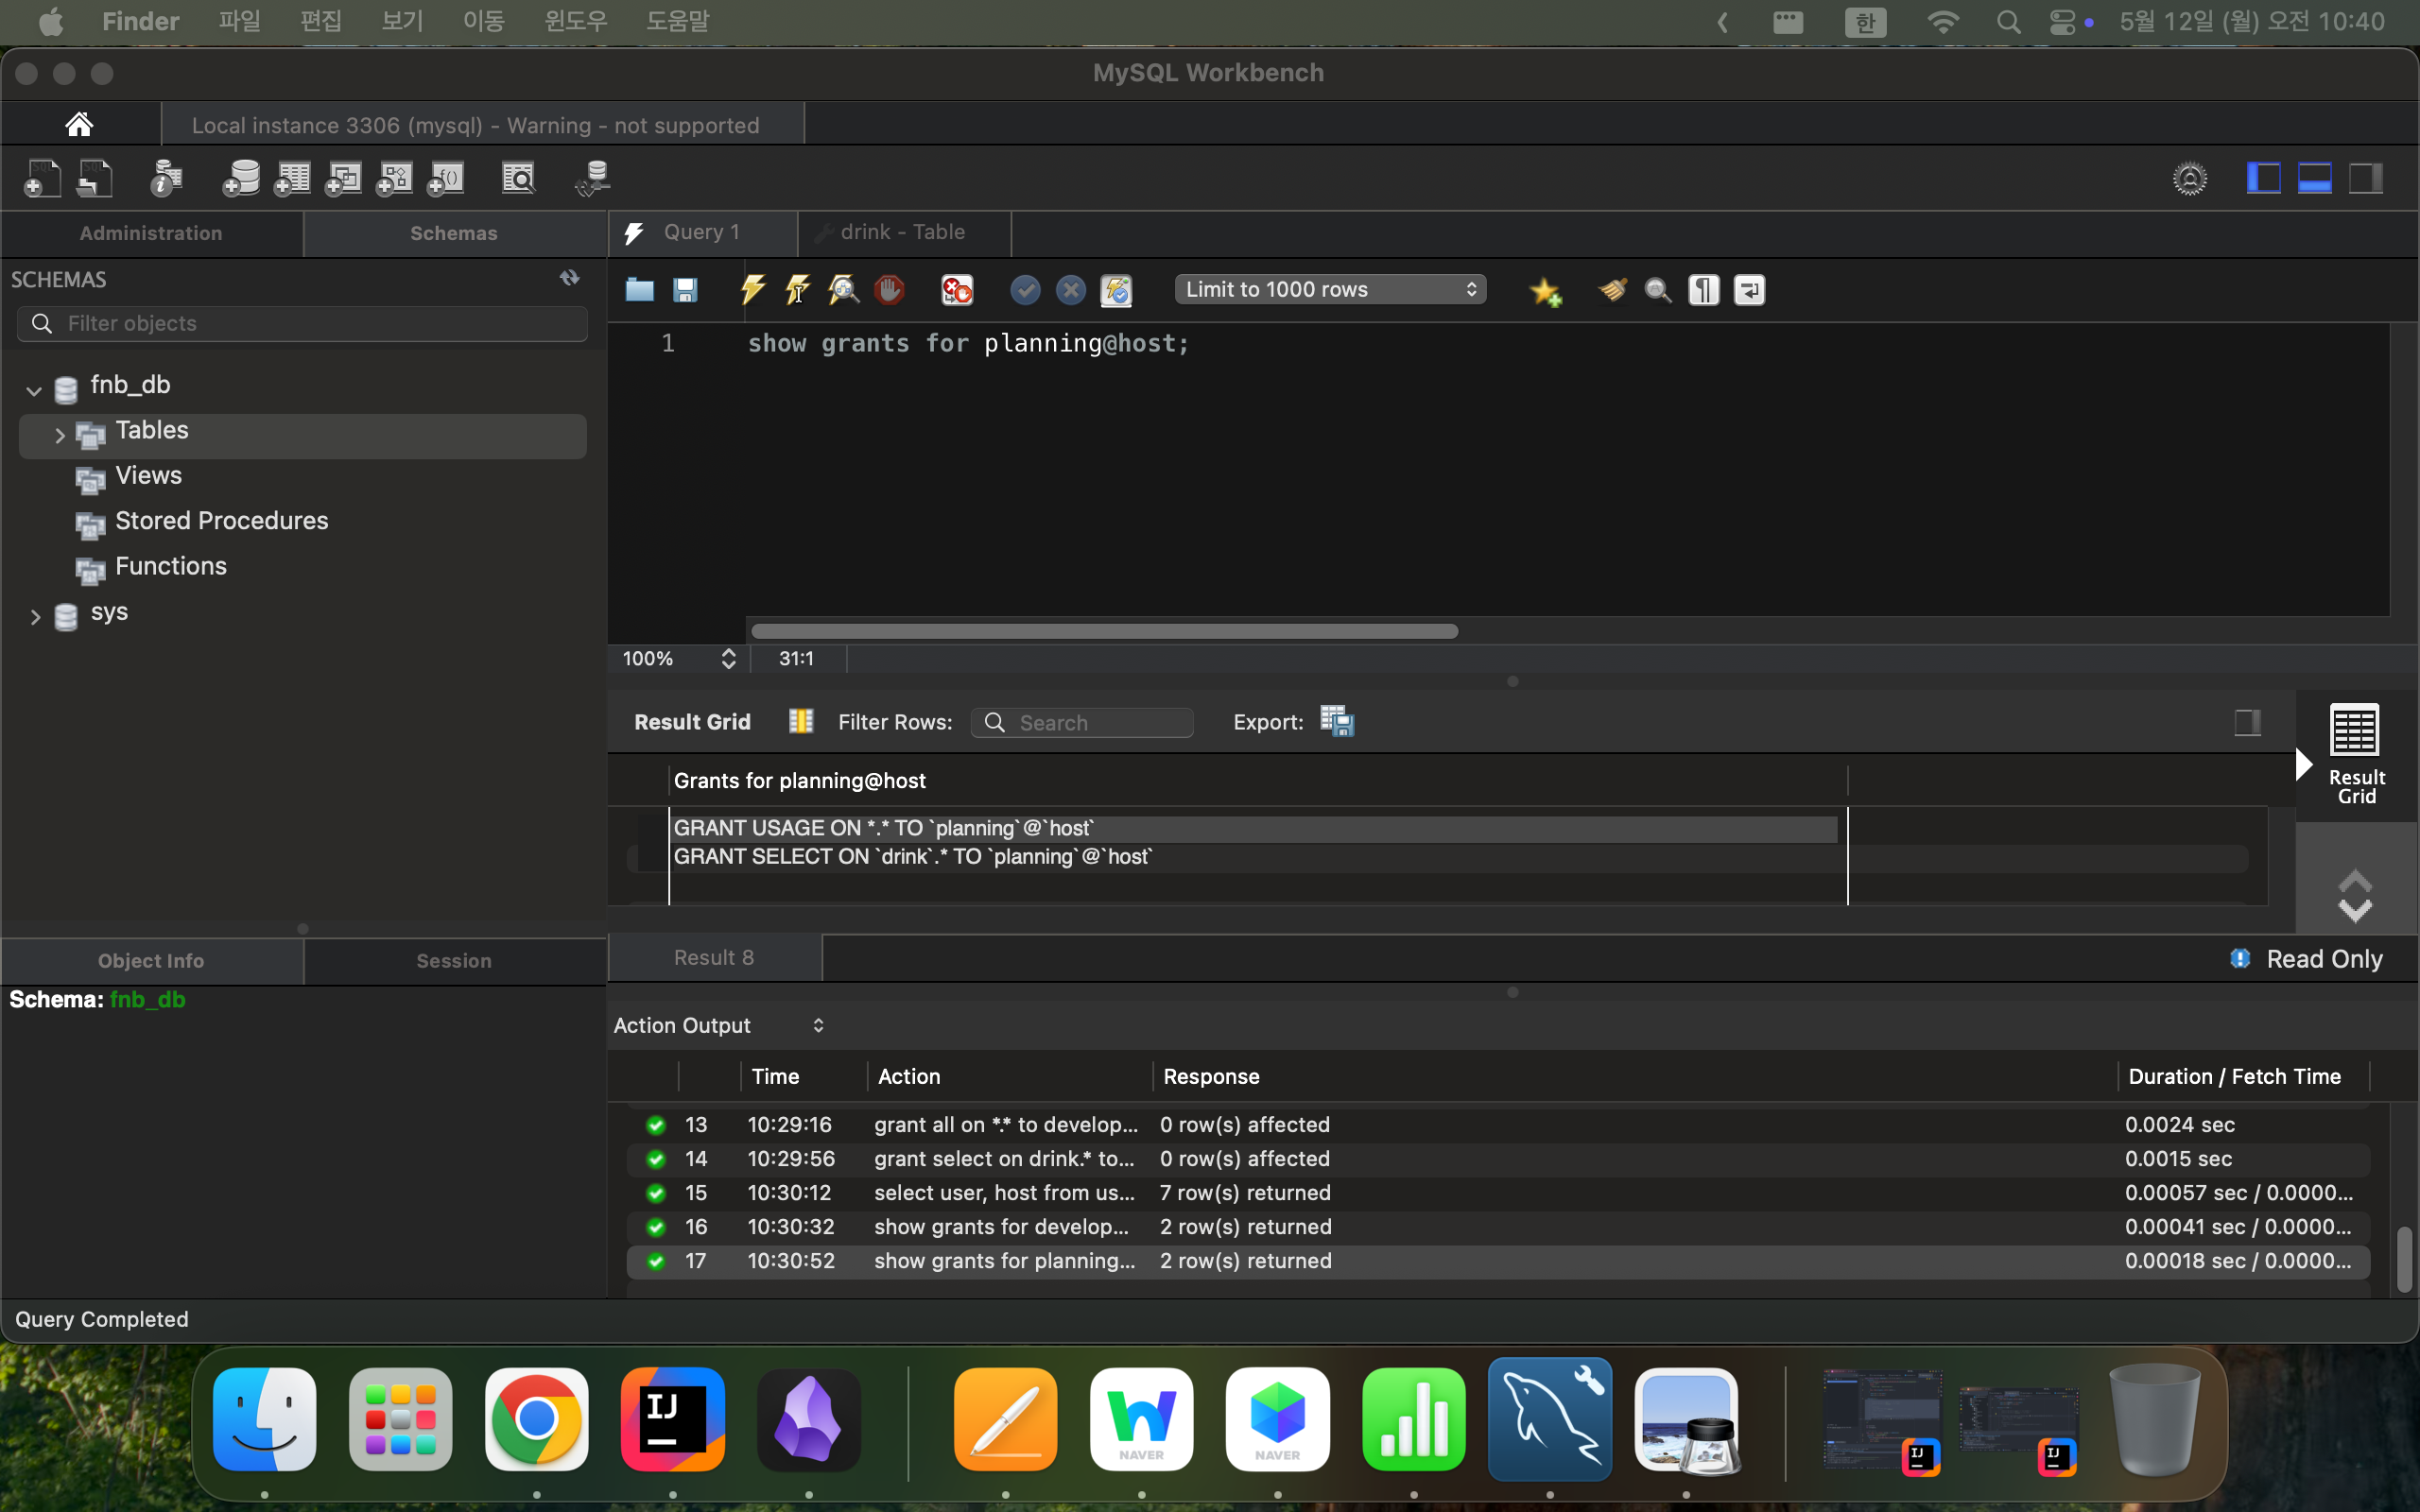 Finder 파일 편집 보기 이동 윈도우 도움말 한 5월 12일 (월) 오전 10:40
MySQL Workbench
Local instance 3306 (mysql) - Warning - not supported
Administration Schemas Query 1 drink - Table
SCHEMAS
Limit to 1000 rows
Filter objects
1 show grants for planning@host;
fnb_db
Tables
Views
Stored Procedures
Functions
sys
100% 31:1
Result Grid Filter Rows: Search Export:
Result
Grid
Grants for planning@host
GRANT USAGE ON *.* TO `planning`@`host`
GRANT SELECT ON `drink`.* TO `planning`@`host`
Object Info Session
Result 8 Read Only
Schema: fnb_db
Action Output
Time Action Response Duration / Fetch Time
13 10:29:16 grant all on *.* to develop... 0 row(s) affected 0.0024 sec
14 10:29:56 grant select on drink.* to... 0 row(s) affected 0.0015 sec
15 10:30:12 select user, host from us... 7 row(s) returned 0.00057 sec / 0.0000...
16 10:30:32 show grants for develop... 2 row(s) returned 0.00041 sec / 0.0000...
17 10:30:52 show grants for planning... 2 row(s) returned 0.00018 sec / 0.0000...
Query Completed
IJ NAVER NAVER IJ IJ